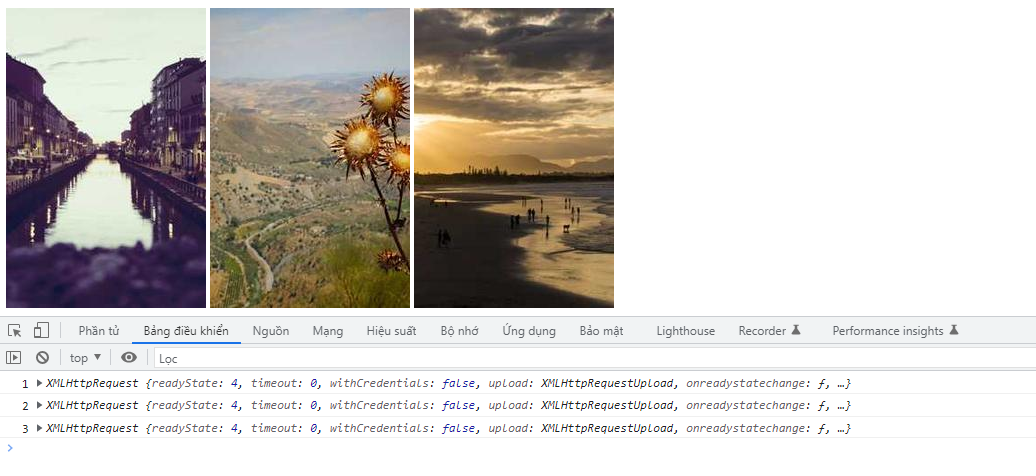 Phần tử Bảng điều khiển Nguồn Mạng Hiệu suất Bộ nhớ Ứng dụng Bảo mật Lighthouse Recorder Performance insights
top ▼ Lọc
1 ▶ XMLHttpRequest {readyState: 4, timeout: 0, withCredentials: false, upload: XMLHttpRequestUpload, onreadystatechange: ƒ, …}
2 ▶ XMLHttpRequest {readyState: 4, timeout: 0, withCredentials: false, upload: XMLHttpRequestUpload, onreadystatechange: ƒ, …}
3 ▶ XMLHttpRequest {readyState: 4, timeout: 0, withCredentials: false, upload: XMLHttpRequestUpload, onreadystatechange: ƒ, …}